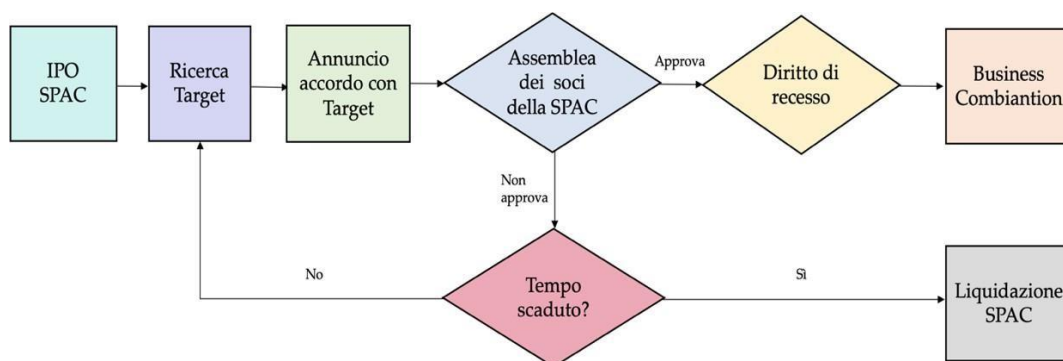 IPO
SPAC
Ricerca
Target
Annuncio
accordo con
Target
Assemblea
dei soci
della SPAC
Approva
Diritto di
recesso
Business
Combiantion
Non
approva
No
Tempo
scaduto?
Sì
Liquidazione
SPAC